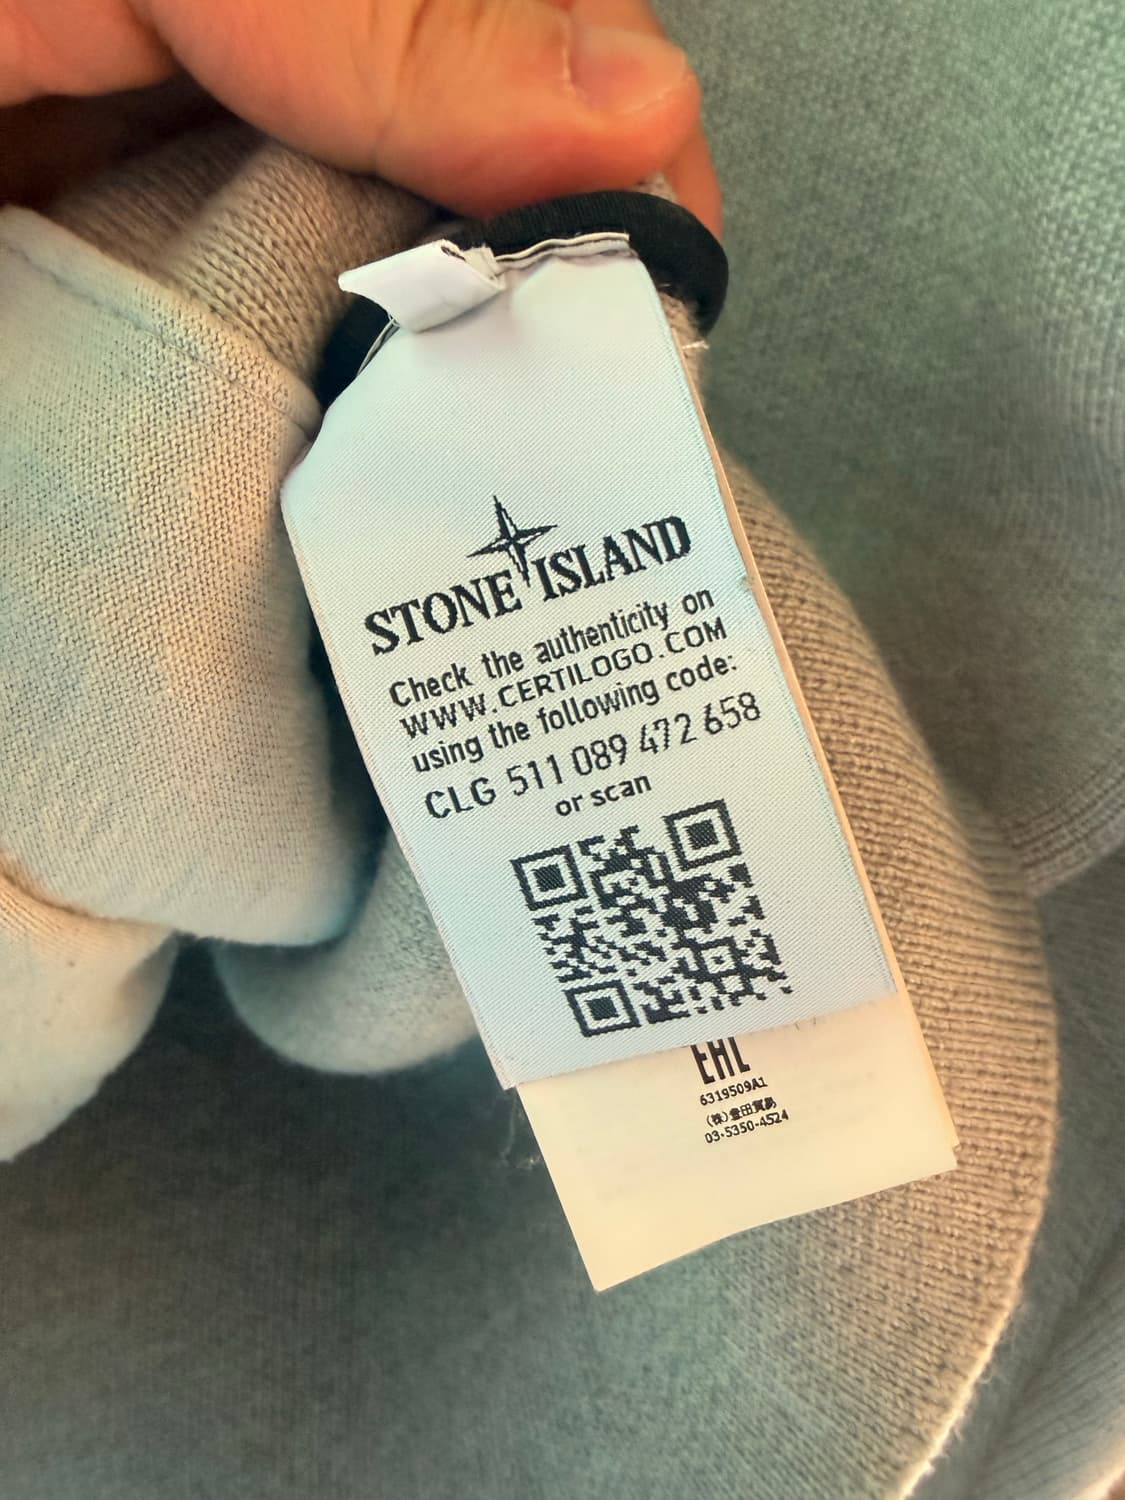 STONE ISLAND
Check the authenticity on
WWW.CERTILOGO.COM
using the following code:
CLG 511 089 472 658
or scan
EAC
6319509A1
(株)豊田貿易
03-5350-4524